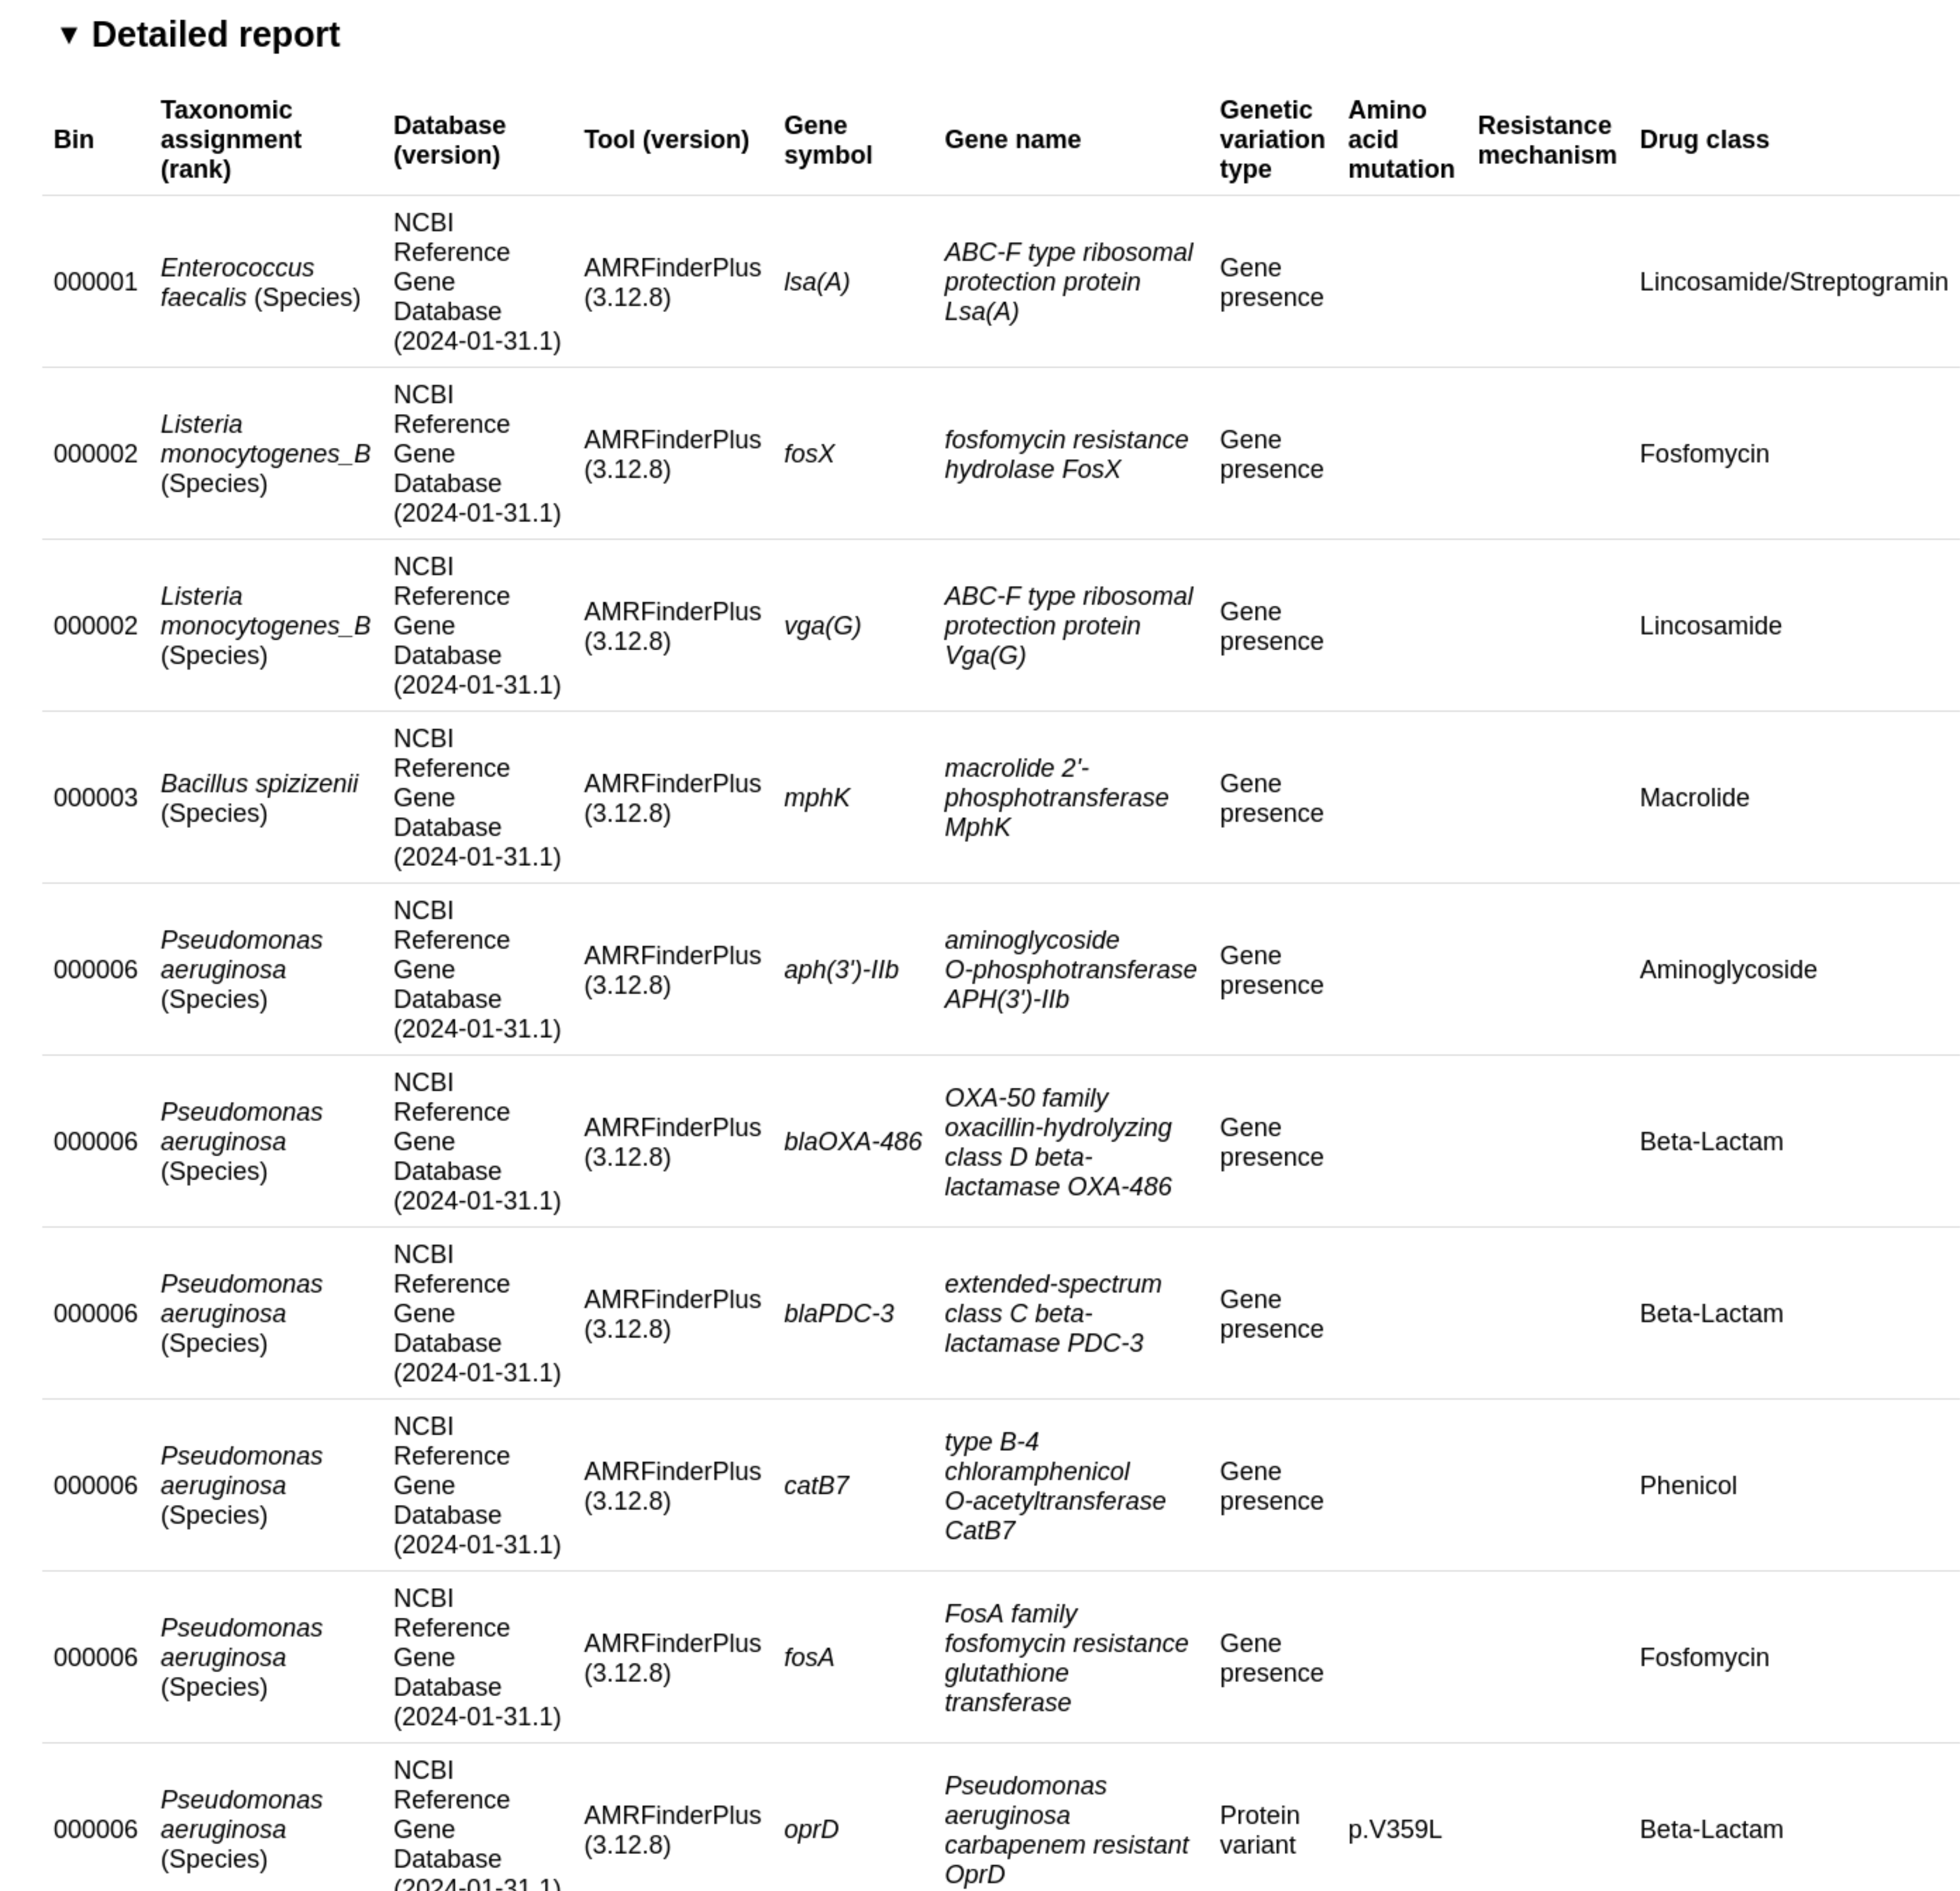 ▼ Detailed report
Bin
Taxonomic
assignment
(rank)
Database
(version)
Tool (version)
Gene
symbol
Gene name
Genetic
variation
type
Amino
acid
mutation
Resistance
mechanism
Drug class
000001
Enterococcus
faecalis (Species)
NCBI
Reference
Gene
Database
(2024-01-31.1)
AMRFinderPlus
(3.12.8)
lsa(A)
ABC-F type ribosomal
protection protein
Lsa(A)
Gene
presence
Lincosamide/Streptogramin
000002
Listeria
monocytogenes_B
(Species)
NCBI
Reference
Gene
Database
(2024-01-31.1)
AMRFinderPlus
(3.12.8)
fosX
fosfomycin resistance
hydrolase FosX
Gene
presence
Fosfomycin
000002
Listeria
monocytogenes_B
(Species)
NCBI
Reference
Gene
Database
(2024-01-31.1)
AMRFinderPlus
(3.12.8)
vga(G)
ABC-F type ribosomal
protection protein
Vga(G)
Gene
presence
Lincosamide
000003
Bacillus spizizenii
(Species)
NCBI
Reference
Gene
Database
(2024-01-31.1)
AMRFinderPlus
(3.12.8)
mphK
macrolide 2'-
phosphotransferase
MphK
Gene
presence
Macrolide
000006
Pseudomonas
aeruginosa
(Species)
NCBI
Reference
Gene
Database
(2024-01-31.1)
AMRFinderPlus
(3.12.8)
aph(3')-IIb
aminoglycoside
O-phosphotransferase
APH(3')-IIb
Gene
presence
Aminoglycoside
000006
Pseudomonas
aeruginosa
(Species)
NCBI
Reference
Gene
Database
(2024-01-31.1)
AMRFinderPlus
(3.12.8)
blaOXA-486
OXA-50 family
oxacillin-hydrolyzing
class D beta-
lactamase OXA-486
Gene
presence
Beta-Lactam
000006
Pseudomonas
aeruginosa
(Species)
NCBI
Reference
Gene
Database
(2024-01-31.1)
AMRFinderPlus
(3.12.8)
blaPDC-3
extended-spectrum
class C beta-
lactamase PDC-3
Gene
presence
Beta-Lactam
000006
Pseudomonas
aeruginosa
(Species)
NCBI
Reference
Gene
Database
(2024-01-31.1)
AMRFinderPlus
(3.12.8)
catB7
type B-4
chloramphenicol
O-acetyltransferase
CatB7
Gene
presence
Phenicol
000006
Pseudomonas
aeruginosa
(Species)
NCBI
Reference
Gene
Database
(2024-01-31.1)
AMRFinderPlus
(3.12.8)
fosA
FosA family
fosfomycin resistance
glutathione
transferase
Gene
presence
Fosfomycin
000006
Pseudomonas
aeruginosa
(Species)
NCBI
Reference
Gene
Database
(2024-01-31.1)
AMRFinderPlus
(3.12.8)
oprD
Pseudomonas
aeruginosa
carbapenem resistant
OprD
Protein
variant
p.V359L
Beta-Lactam